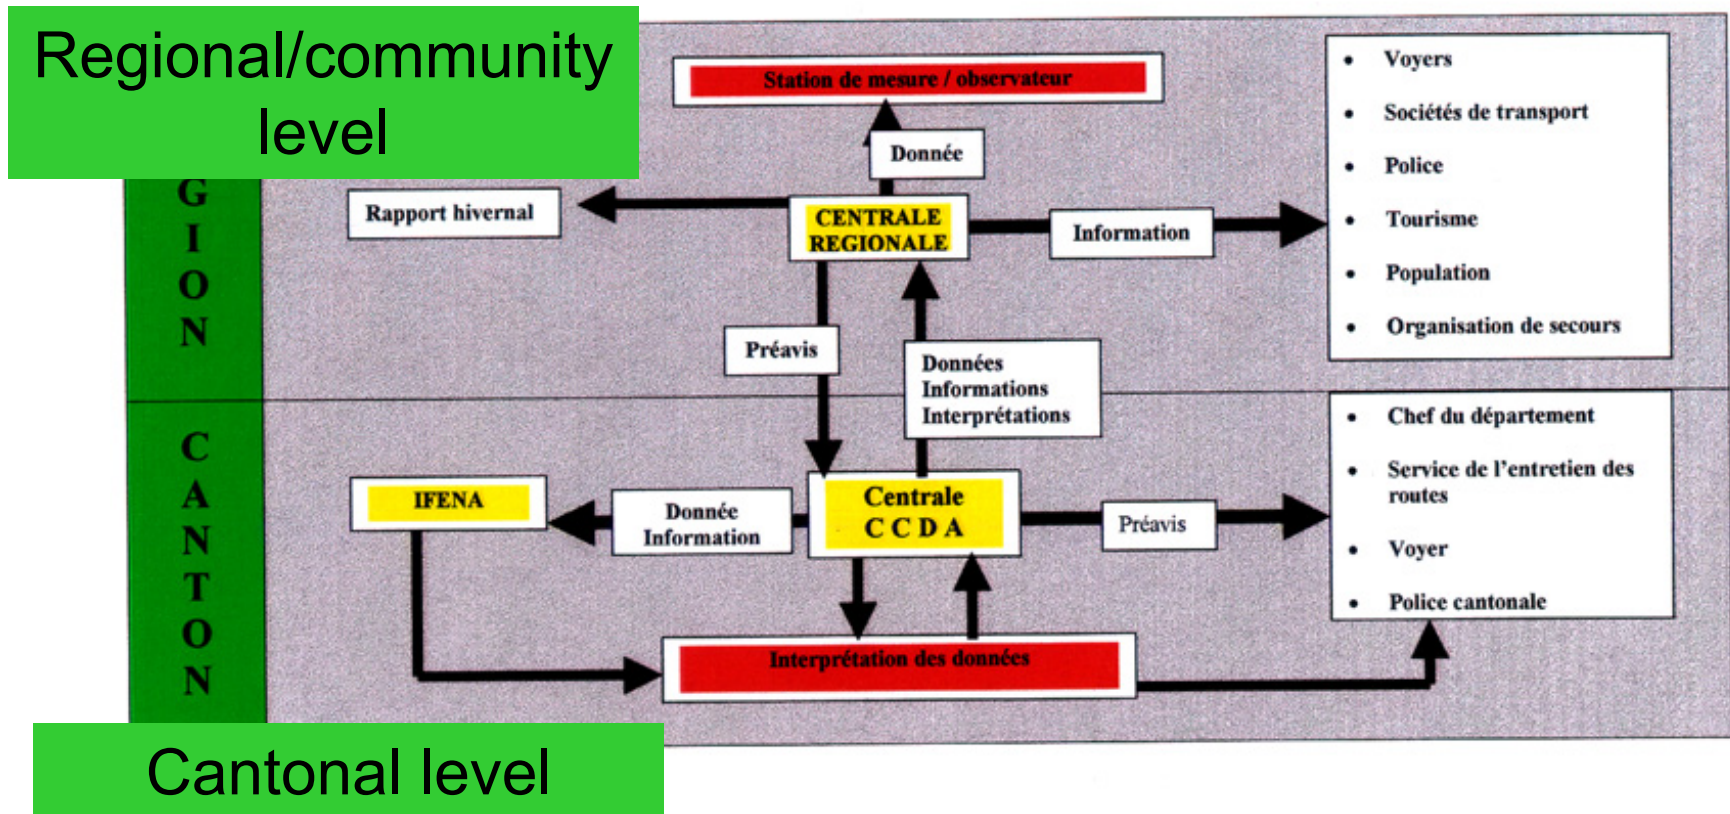 Regional/community
level
G
I
O
N
Station de mesure / observateur
Donnée
Rapport hivernal
CENTRALE
REGIONALE
Information
• Voyers
• Sociétés de transport
• Police
• Tourisme
• Population
• Organisation de secours
Préavis
Données
Informations
Interprétations
C
A
N
T
O
N
IFENA
Donnée
Information
Centrale
C C D A
Préavis
• Chef du département
• Service de l'entretien des
routes
• Voyer
• Police cantonale
Interprétation des données
Cantonal level